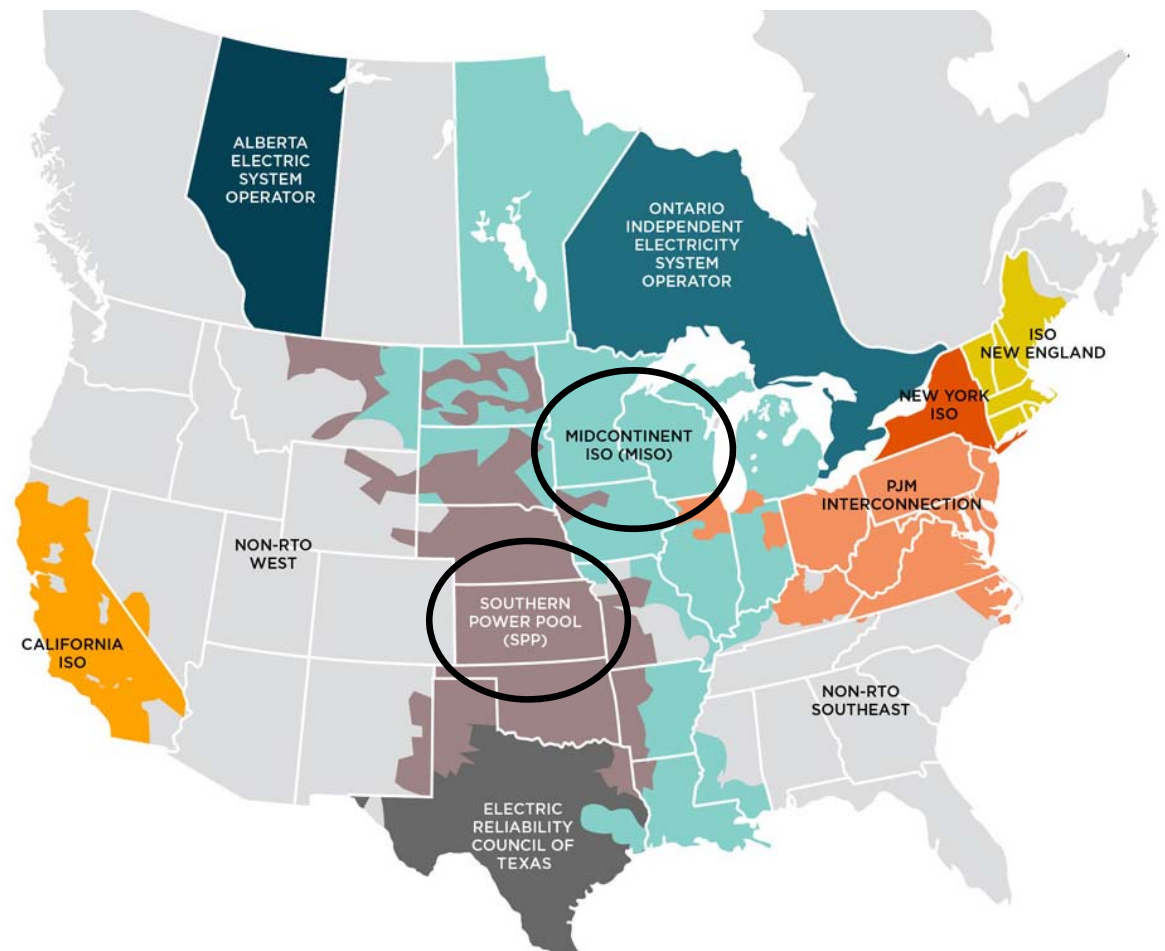 ALBERTA
ELECTRIC
SYSTEM
OPERATOR
ONTARIO
INDEPENDENT
ELECTRICITY
SYSTEM
OPERATOR
ISO
NEW ENGLAND
NEW YORK
ISO
MIDCONTINENT
ISO (MISO)
PJM
INTERCONNECTION
NON-RTO
WEST
SOUTHERN
POWER POOL
(SPP)
CALIFORNIA
ISO
NON-RTO
SOUTHEAST
ELECTRIC
RELIABILITY
COUNCIL OF
TEXAS